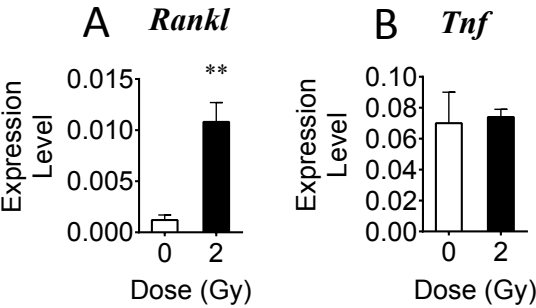 A Rankl
**
0.015
0.010
0.005
0.000
Expression
Level
0 2
Dose (Gy)
B Tnf
0.10
0.08
0.06
0.04
0.02
0.00
Expression
Level
0 2
Dose (Gy)